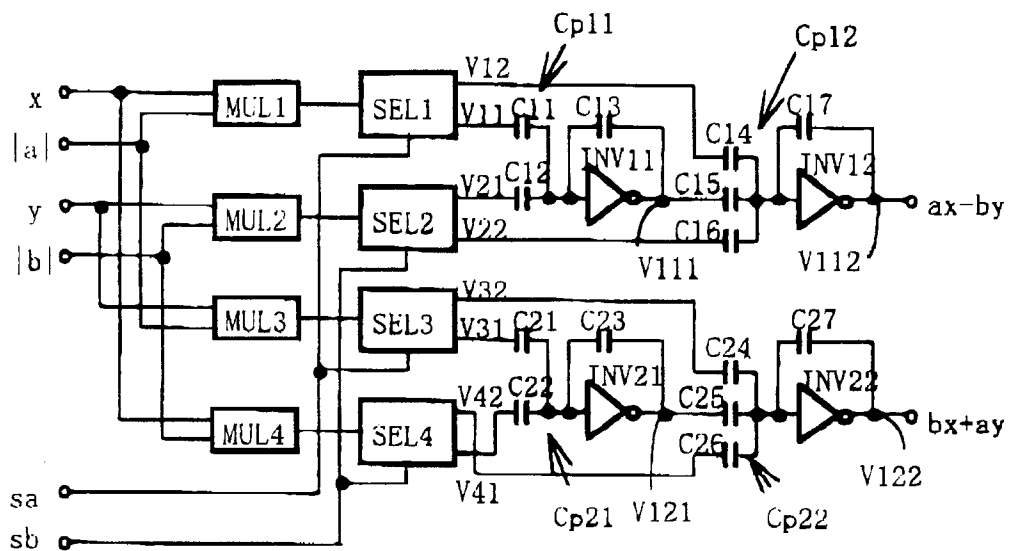 Cp11
Cp12
V12
x
MUL1
SEL1
V11
C11
C13
C14
C17
|a|
INV11
INV12
C12
V21
C15
y
MUL2
SEL2
ax-by
V22
C16
|b|
V111
V112
V32
MUL3
SEL3
V31
C21
C23
C24
C27
INV21
INV22
V42
C22
C25
MUL4
SEL4
bx+ay
C26
V41
V122
sa
Cp21
V121
Cp22
sb